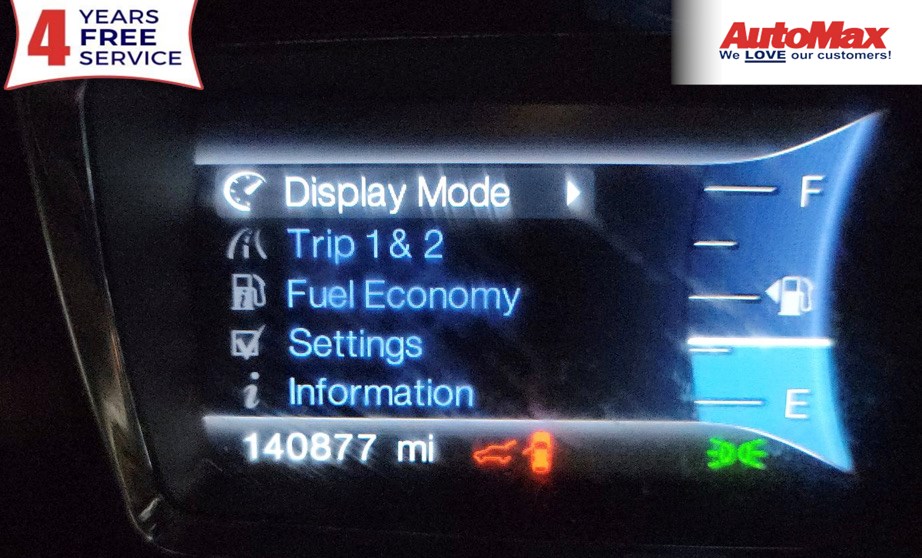 4 YEARS
FREE
SERVICE
AutoMax
We LOVE our customers!
Display Mode
F
Trip 1 & 2
Fuel Economy
Settings
Information
E
140877 mi